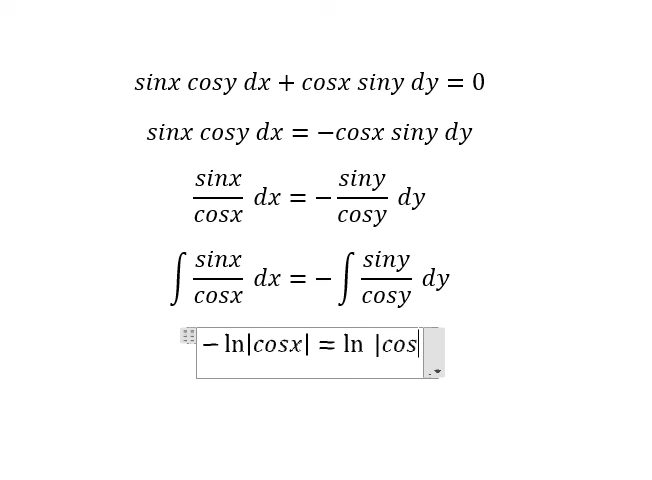 sinx cosy dx + cosx siny dy = 0
sinx cosy dx = −cosx siny dy
sinx/cosx dx = − siny/cosy dy
∫ sinx/cosx dx = − ∫ siny/cosy dy
− ln|cosx| = ln |cos